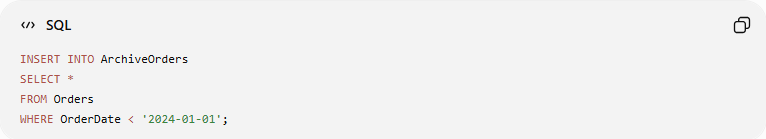 SQL
INSERT INTO ArchiveOrders
SELECT *
FROM Orders
WHERE OrderDate < '2024-01-01';